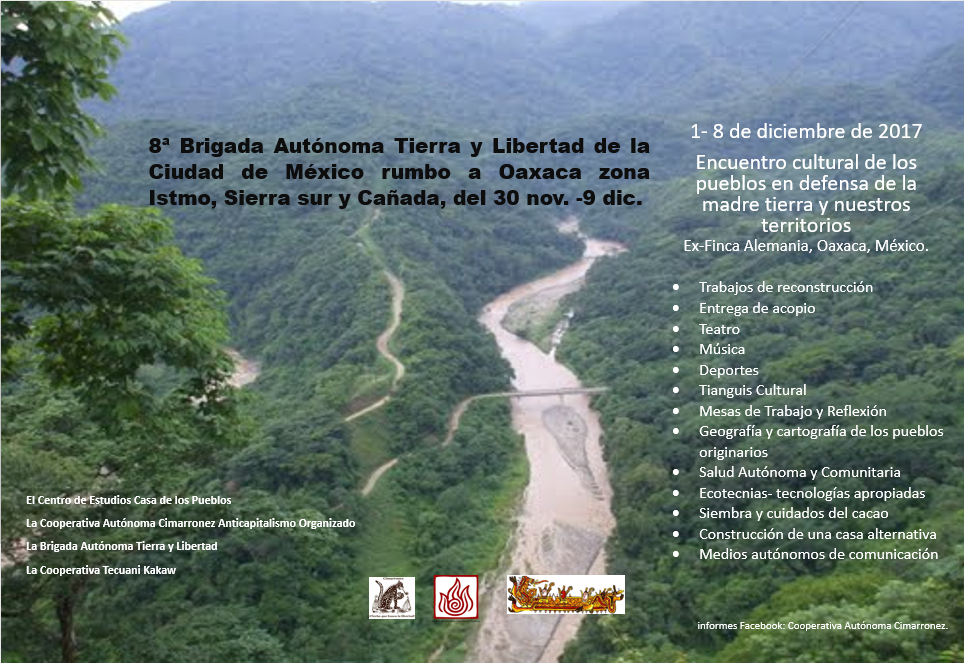 8ª Brigada Autónoma Tierra y Libertad de la
Ciudad de México rumbo a Oaxaca zona
Istmo, Sierra sur y Cañada, del 30 nov. -9 dic.
1- 8 de diciembre de 2017
Encuentro cultural de los
pueblos en defensa de la
madre tierra y nuestros
territorios
Ex-Finca Alemania, Oaxaca, México.
• Trabajos de reconstrucción
• Entrega de acopio
• Teatro
• Música
• Deportes
• Tianguis Cultural
• Mesas de Trabajo y Reflexión
• Geografía y cartografía de los pueblos
originarios
• Salud Autónoma y Comunitaria
• Ecotecnias- tecnologías apropiadas
• Siembra y cuidados del cacao
• Construcción de una casa alternativa
• Medios autónomos de comunicación
El Centro de Estudios Casa de los Pueblos
La Cooperativa Autónoma Cimarronez Anticapitalismo Organizado
La Brigada Autónoma Tierra y Libertad
La Cooperativa Tecuani Kakaw
informes Facebook: Cooperativa Autónoma Cimarronez.